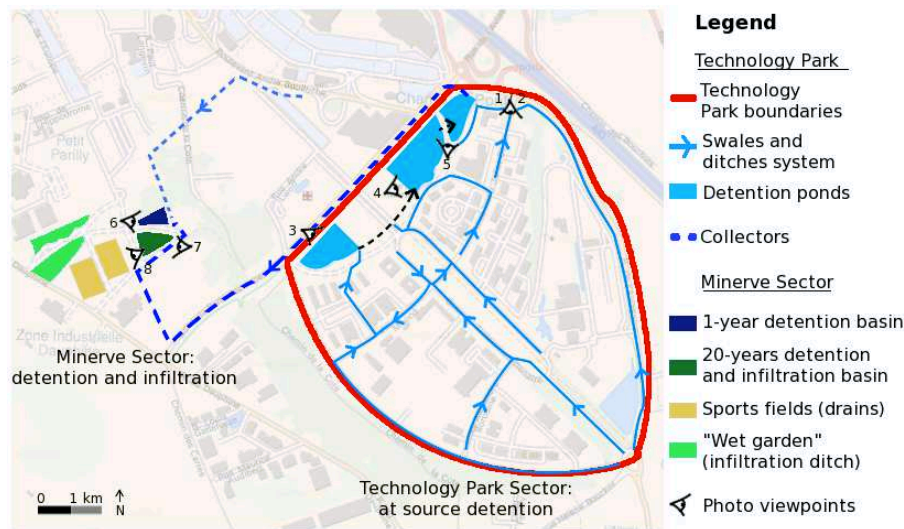 Legend
Technology Park
Technology
Park boundaries
Swales and
ditches system
Detention ponds
Collectors
Minerve Sector
1-year detention basin
20-years detention
and infiltration basin
Sports fields (drains)
"Wet garden"
(infiltration ditch)
Photo viewpoints
1 2
5
4
3
6
7
8
Petit
Parilly
Zone Industrielle
Minerve Sector:
detention and infiltration
Technology Park Sector:
at source detention
0 1 km
N